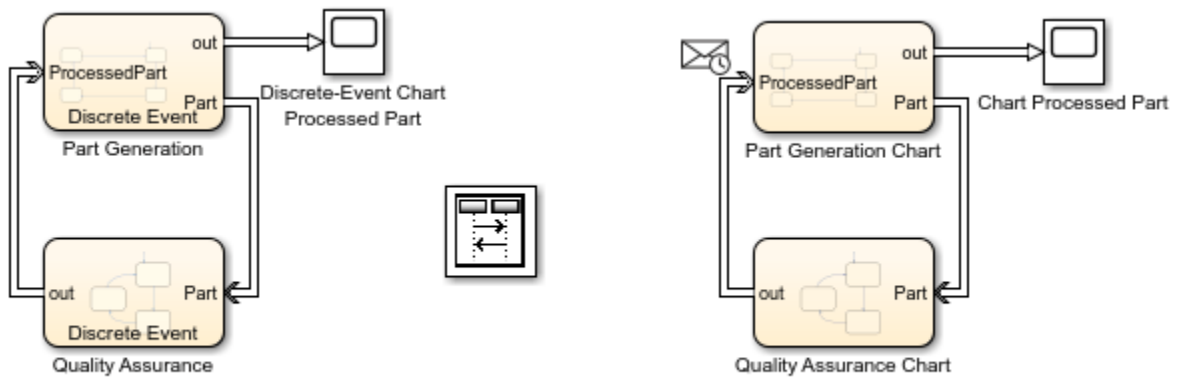 out
ProcessedPart
Part
Discrete Event
Part Generation
Discrete-Event Chart
Processed Part
out
Part
Discrete Event
Quality Assurance
out
ProcessedPart
Part
Part Generation Chart
Chart Processed Part
out
Part
Quality Assurance Chart